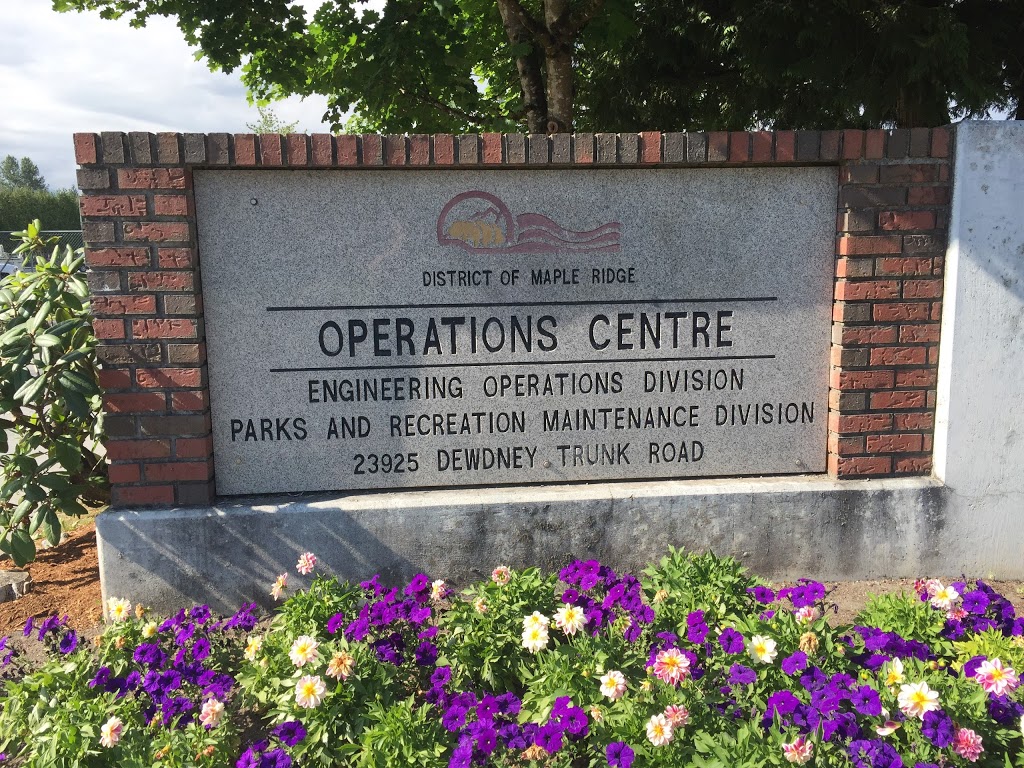 DISTRICT OF MAPLE RIDGE
OPERATIONS CENTRE
ENGINEERING OPERATIONS DIVISION
PARKS AND RECREATION MAINTENANCE DIVISION
23925 DEWDNEY TRUNK ROAD